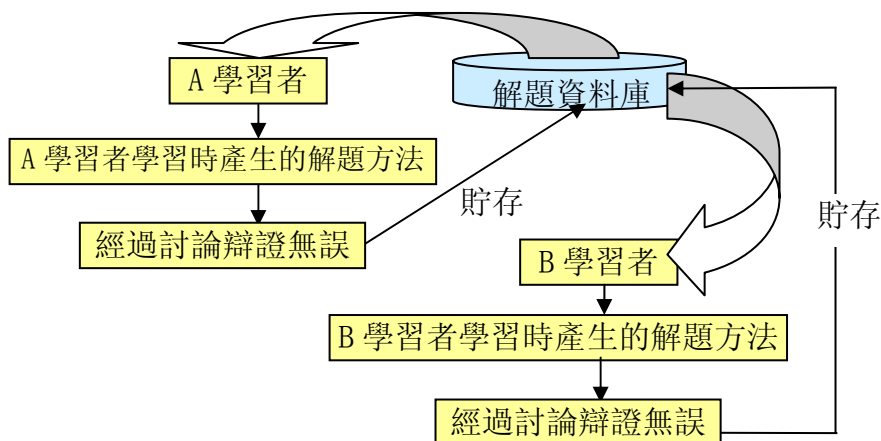 A 學習者
解題資料庫
A 學習者學習時產生的解題方法
經過討論辯證無誤
貯存
貯存
B 學習者
B 學習者學習時產生的解題方法
經過討論辯證無誤